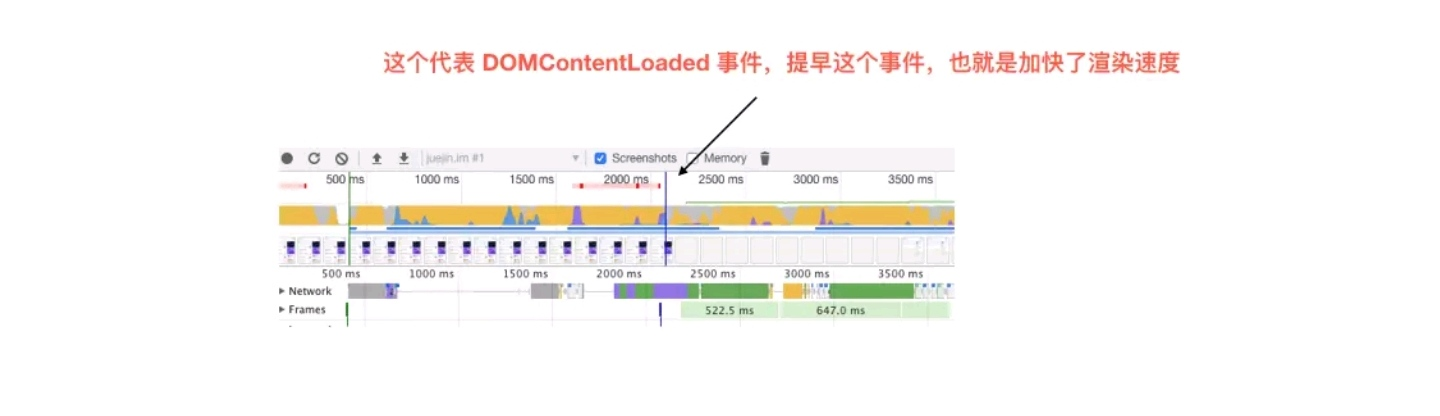 这个代表 DOMContentLoaded 事件，提早这个事件，也就是加快了渲染速度
juejin.im #1 Screenshots Memory
500 ms 1000 ms 1500 ms 2000 ms 2500 ms 3000 ms 3500 ms
500 ms 1000 ms 1500 ms 2000 ms 2500 ms 3000 ms 3500 ms
Network
Frames 522.5 ms 647.0 ms